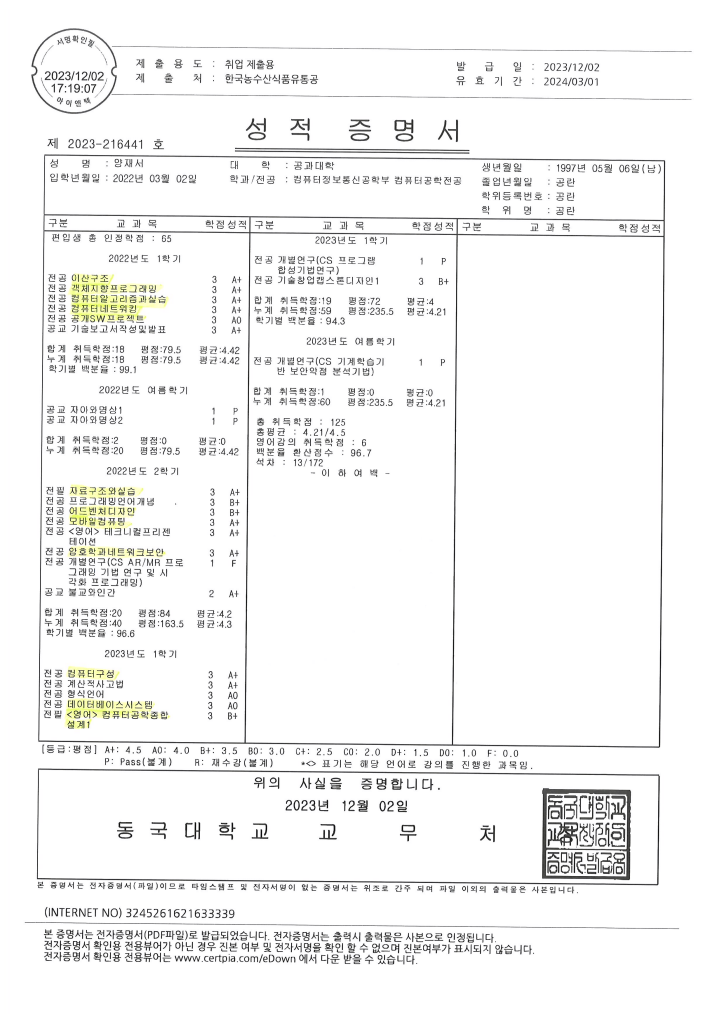 서명확인필
2023/12/02
17:19:07
아이앤텍
제 출 용 도 : 취업 제출용
제 출 처 : 한국농수산식품유통공
발 급 일 : 2023/12/02
유 효 기 간 : 2024/03/01
성 적 증 명 서
제 2023-216441 호
성 명 : 양재서
대 학 : 공과대학
생년월일 : 1997년 05월 06일(남)
입학년월일 : 2022년 03월 02일
학과/전공 : 컴퓨터정보통신공학부 컴퓨터공학전공
졸업년월일 : 공란
학위등록번호 : 공란
학 위 명 : 공란
구분 교 과 목 학점성적
편입생 총 인정학점 : 65
2022년도 1학기
전공 이산구조 3 A+
전공 객체지향프로그래밍 3 A+
전공 컴퓨터알고리즘과실습 3 A+
전공 컴퓨터네트워킹 3 A+
전공 공개SW프로젝트 3 A0
공교 기술보고서작성및발표 3 A+
합계 취득학점:18 평점:79.5 평균:4.42
누계 취득학점:18 평점:79.5 평균:4.42
학기별 백분율 : 99.1
2022년도 여름학기
공교 자아와명상1 1 P
공교 자아와명상2 1 P
합계 취득학점:2 평점:0 평균:0
누계 취득학점:20 평점:79.5 평균:4.42
2022년도 2학기
전필 자료구조와실습 3 A+
전공 프로그래밍언어개념 3 B+
전공 어드벤처디자인 3 B+
전공 모바일컴퓨팅 3 A+
전공 <영어> 테크니컬프리젠 3 A+
테이션
전공 암호학과네트워크보안 3 A+
전공 개별연구(CS AR/MR 프로 1 F
그래밍 기법 연구 및 시
각화 프로그래밍)
공교 불교와인간 2 A+
합계 취득학점:20 평점:84 평균:4.2
누계 취득학점:40 평점:163.5 평균:4.3
학기별 백분율 : 96.6
2023년도 1학기
전공 컴퓨터구성 3 A+
전공 계산적사고법 3 A+
전공 형식언어 3 A0
전공 데이터베이스시스템 3 A0
전필 <영어> 컴퓨터공학종합 3 B+
설계1
구분 교 과 목 학점성적
2023년도 1학기
전공 개별연구(CS 프로그램 1 P
합성기법연구)
전공 기술창업캡스톤디자인1 3 B+
합계 취득학점:19 평점:72 평균:4
누계 취득학점:59 평점:235.5 평균:4.21
학기별 백분율 : 94.3
2023년도 여름학기
전공 개별연구(CS 기계학습기 1 P
반 보안약점 분석기법)
합계 취득학점:1 평점:0 평균:0
누계 취득학점:60 평점:235.5 평균:4.21
총 취득학점 : 125
총평균 : 4.21/4.5
영어강의 취득학점 : 6
백분율 환산점수 : 96.7
석차 : 13/172
- 이 하 여 백 -
구분 교 과 목 학점성적
[등급:평점] A+: 4.5 A0: 4.0 B+: 3.5 B0: 3.0 C+: 2.5 C0: 2.0 D+: 1.5 D0: 1.0 F: 0.0
P: Pass(불계) R: 재수강(불계) *<> 표기는 해당 언어로 강의를 진행한 과목임.
위의 사실을 증명합니다.
2023년 12월 02일
동 국 대 학 교 교 무 처
본 증명서는 전자증명서(파일)이므로 타임스탬프 및 전자서명이 없는 증명서는 위조로 간주 되며 파일 이외의 출력물은 사본입니다.
(INTERNET NO) 3245261621633339
본 증명서는 전자증명서(PDF파일)로 발급되었습니다. 전자증명서는 출력시 출력물은 사본으로 인정됩니다.
전자증명서 확인용 전용뷰어가 아닌 경우 진본 여부 및 전자서명을 확인 할 수 없으며 진본여부가 표시되지 않습니다.
전자증명서 확인용 전용뷰어는 www.certpia.com/eDown 에서 다운 받을 수 있습니다.